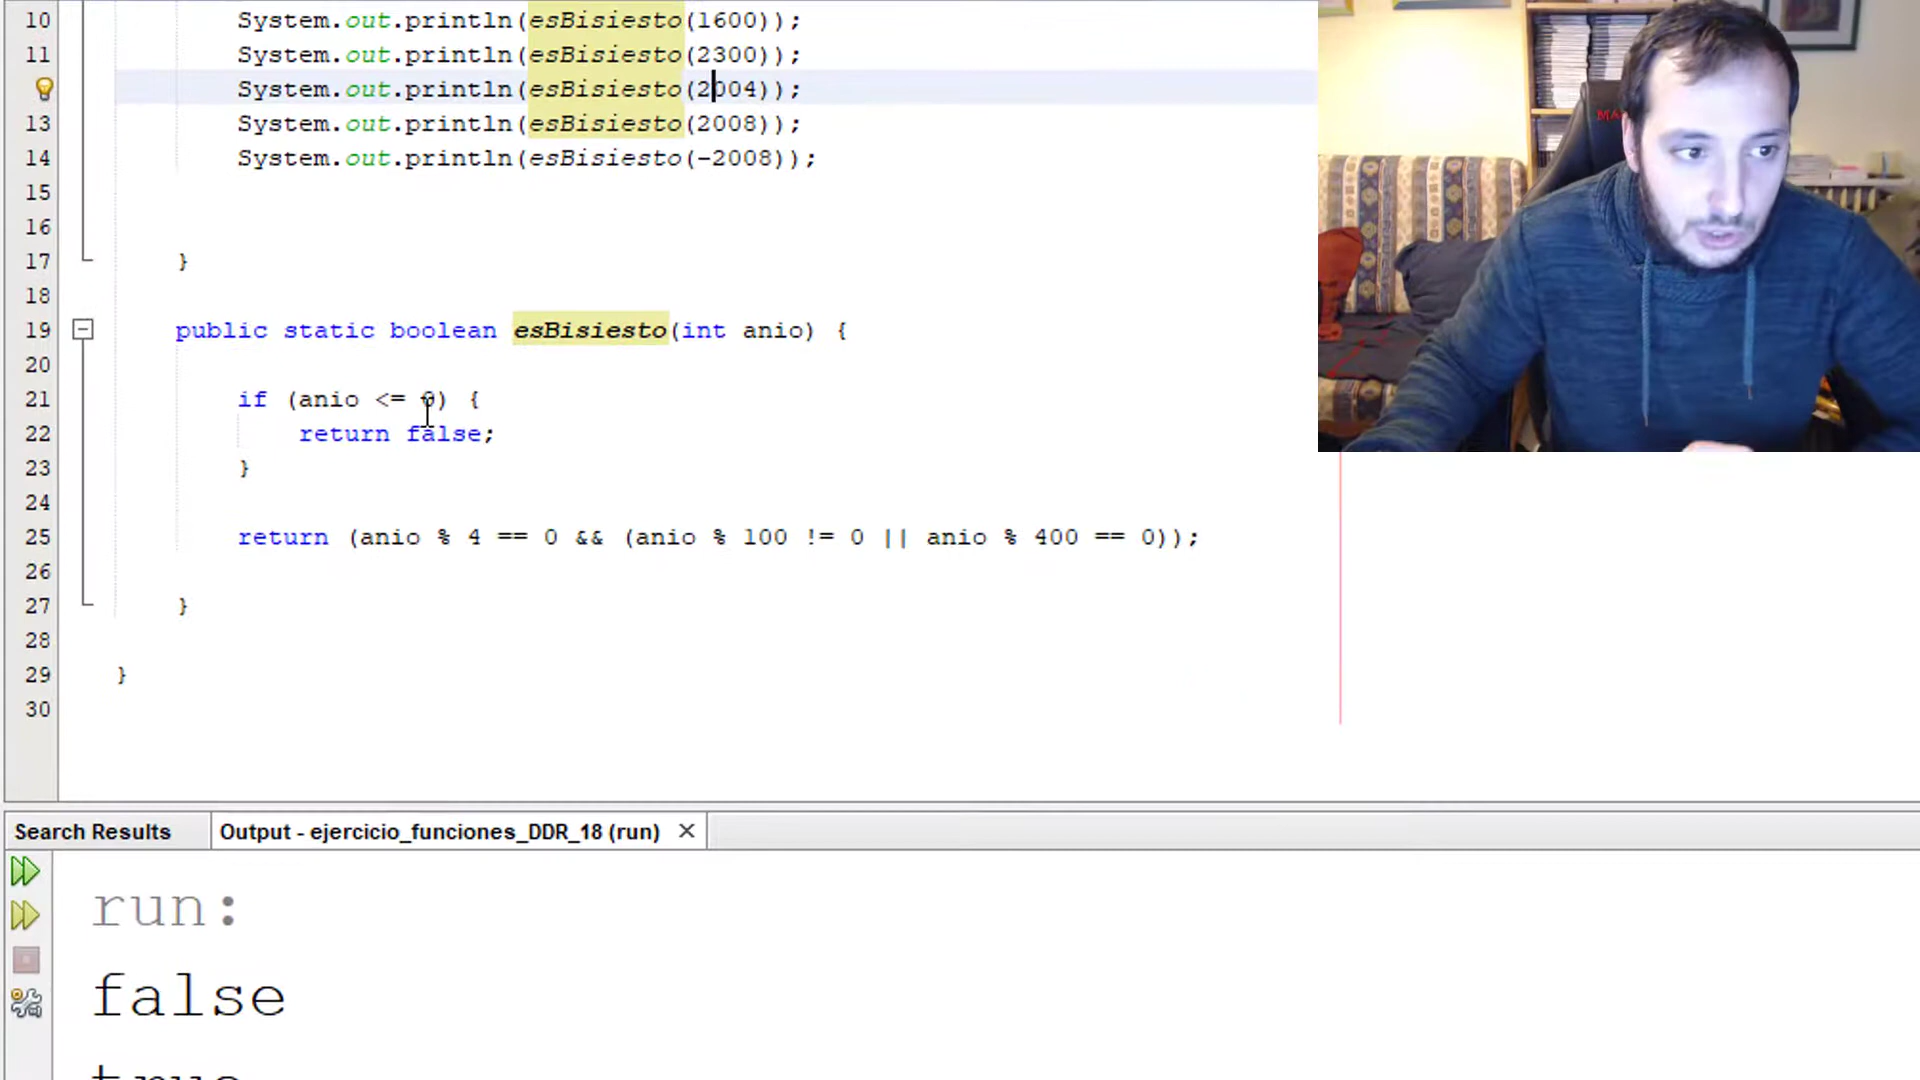 10 System.out.println(esBisiesto(1600));
11 System.out.println(esBisiesto(2300));
System.out.println(esBisiesto(2004));
13 System.out.println(esBisiesto(2008));
14 System.out.println(esBisiesto(-2008));
15
16
17 }
18
19 public static boolean esBisiesto(int anio) {
20
21 if (anio <= 0) {
22 return false;
23 }
24
25 return (anio % 4 == 0 && (anio % 100 != 0 || anio % 400 == 0));
26
27 }
28
29 }
30
Search Results Output - ejercicio_funciones_DDR_18 (run)
run:
false
true